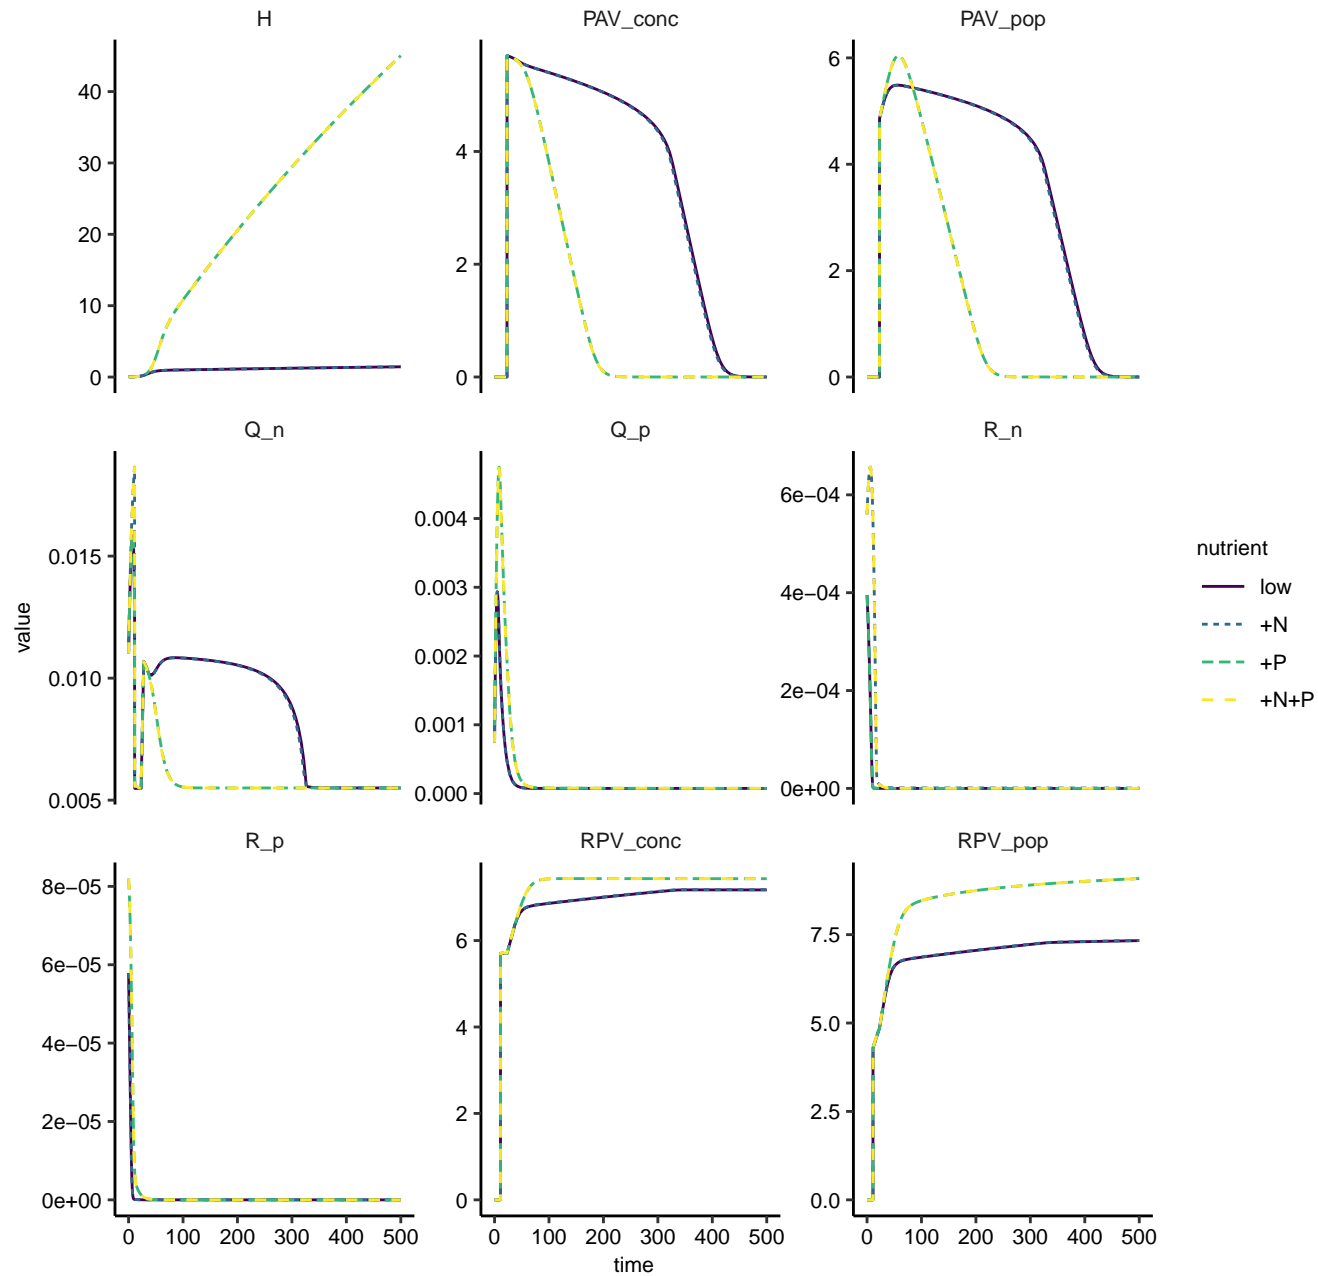 H
PAV_conc
PAV_pop
40
30
20
10
0
4
2
0
6
4
2
0
Q_n
Q_p
R_n
0.015
0.010
0.005
0.004
0.003
0.002
0.001
0.000
6e−04
4e−04
2e−04
0e+00
R_p
RPV_conc
RPV_pop
8e−05
6e−05
4e−05
2e−05
0e+00
6
4
2
0
7.5
5.0
2.5
0.0
0 100 200 300 400 500
0 100 200 300 400 500
0 100 200 300 400 500
time
value
nutrient
low
+N
+P
+N+P